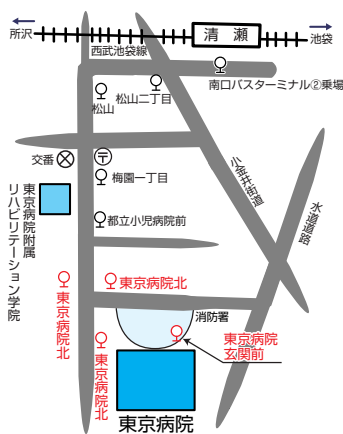 所沢
清瀬
池袋
西武池袋線
南口バスターミナル②乗場
松山二丁目
松山
交番
梅園一丁目
小金井街道
水道道路
東京病院附属
リハビリテーション学院
都立小児病院前
東京病院北
東京病院北
消防署
東京病院北
東京病院
玄関前
東京病院